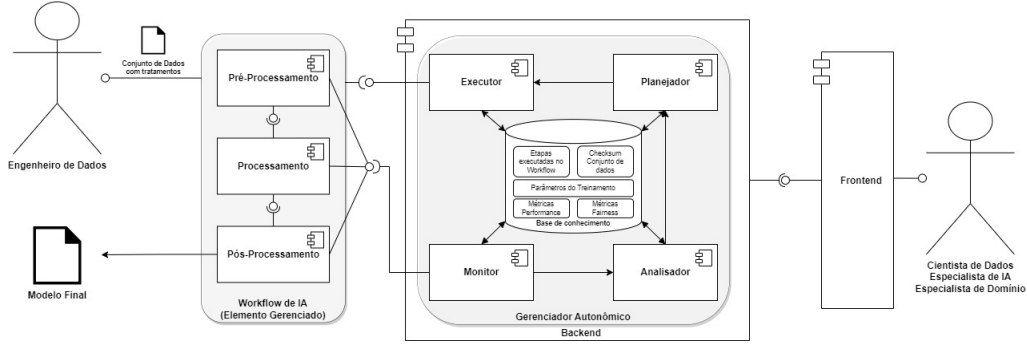 Engenheiro de Dados
Conjunto de Dados
com tratamentos
Modelo Final
Pré-Processamento
Processamento
Pós-Processamento
Workflow de IA
(Elemento Gerenciado)
Executor
Planejador
Etapas
executadas no
Workflow
Checksum
Conjunto de
dados
Parâmetros do Treinamento
Métricas
Performance
Métricas
Fairness
Base de conhecimento
Monitor
Analisador
Gerenciador Autonômico
Backend
Frontend
Cientista de Dados
Especialista de IA
Especialista de Domínio